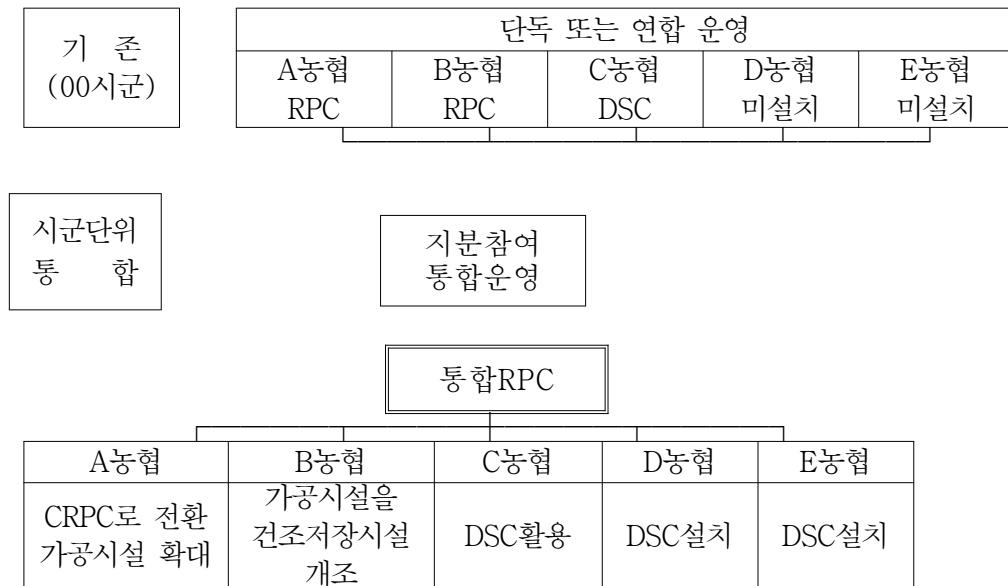 기 존
(00시군)
단독 또는 연합 운영
A농협 B농협 C농협 D농협 E농협
RPC RPC DSC 미설치 미설치
시군단위
통 합
지분참여
통합운영
통합RPC
A농협 B농협 C농협 D농협 E농협
CRPC로 전환
가공시설 확대
가공시설을
건조저장시설
개조
DSC활용
DSC설치
DSC설치